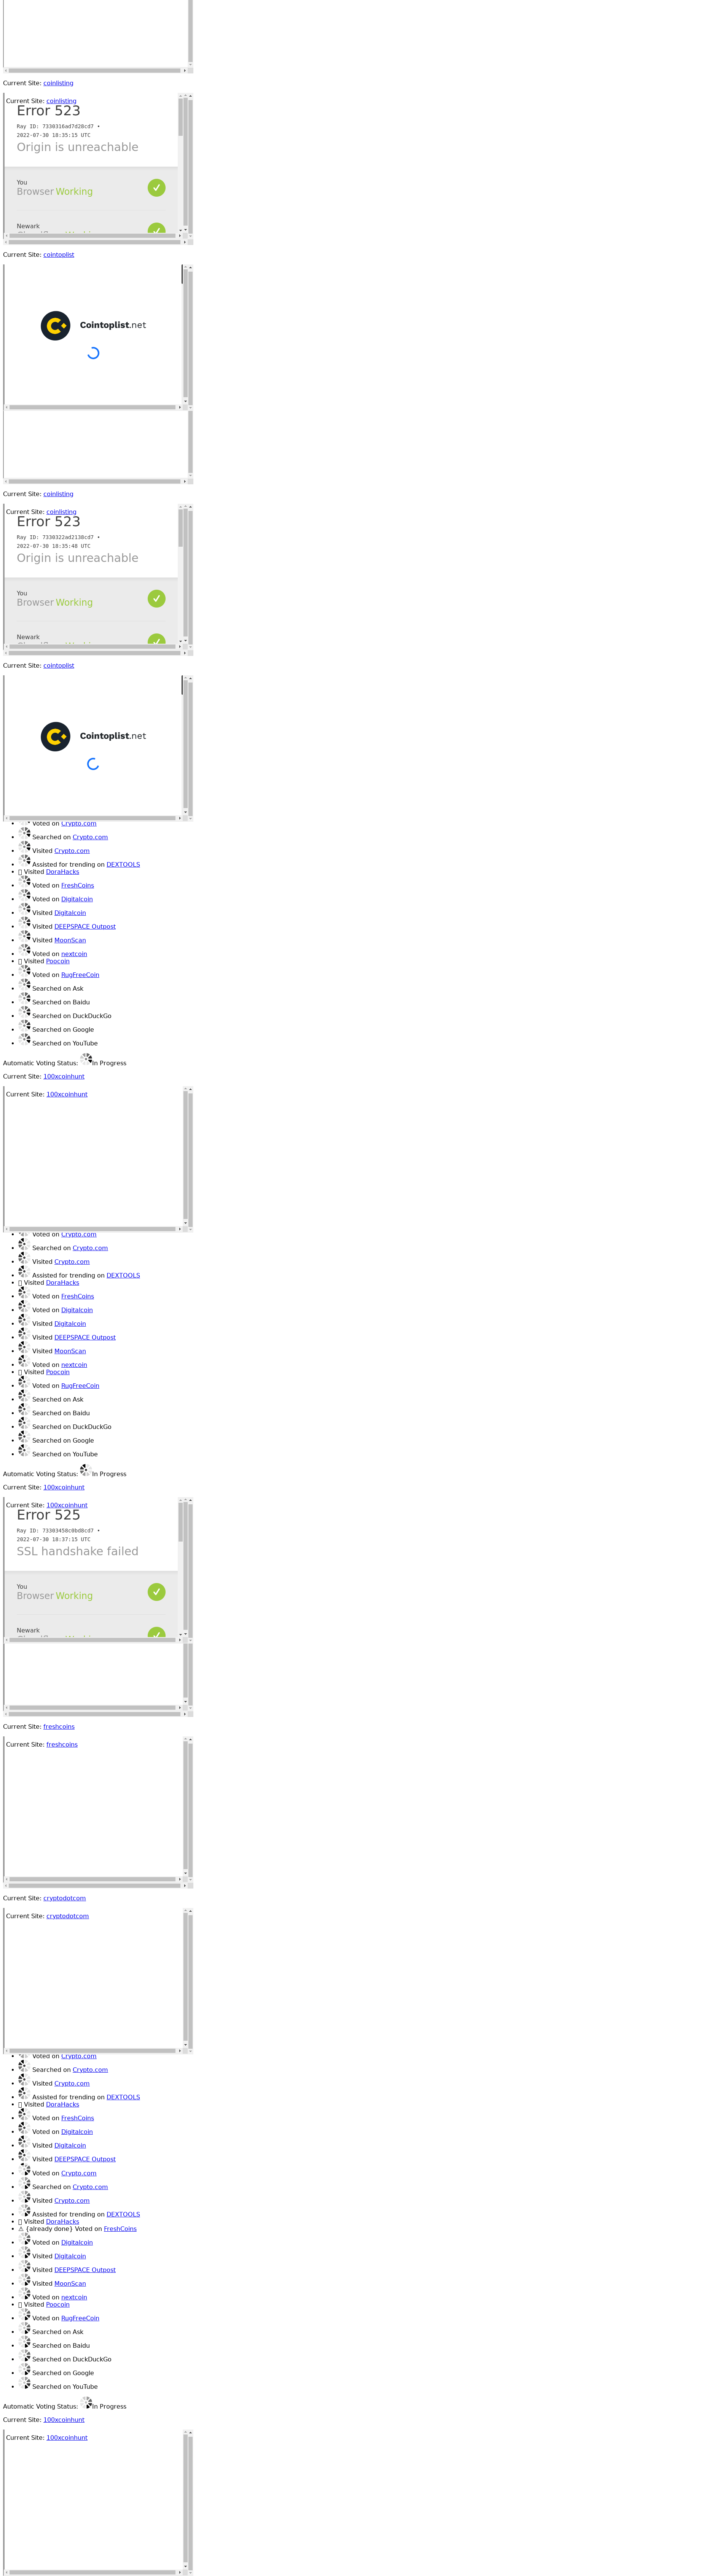 Current Site: coinlisting
Current Site: coinlisting
Error 523
Ray ID: 7330316ad7d28cd7 •
2022-07-30 18:35:15 UTC
Origin is unreachable
You
Browser Working
Newark
Current Site: cointoplist
Cointoplist.net
Current Site: coinlisting
Current Site: coinlisting
Error 523
Ray ID: 7330322ad2138cd7 •
2022-07-30 18:35:48 UTC
Origin is unreachable
You
Browser Working
Newark
Current Site: cointoplist
Cointoplist.net
Voted on Crypto.com
Searched on Crypto.com
Visited Crypto.com
Assisted for trending on DEXTOOLS
Visited DoraHacks
Voted on FreshCoins
Voted on Digitalcoin
Visited Digitalcoin
Visited DEEPSPACE Outpost
Visited MoonScan
Voted on nextcoin
Visited Poocoin
Voted on RugFreeCoin
Searched on Ask
Searched on Baidu
Searched on DuckDuckGo
Searched on Google
Searched on YouTube
Automatic Voting Status: In Progress
Current Site: 100xcoinhunt
Current Site: 100xcoinhunt
Voted on Crypto.com
Searched on Crypto.com
Visited Crypto.com
Assisted for trending on DEXTOOLS
Visited DoraHacks
Voted on FreshCoins
Voted on Digitalcoin
Visited Digitalcoin
Visited DEEPSPACE Outpost
Visited MoonScan
Voted on nextcoin
Visited Poocoin
Voted on RugFreeCoin
Searched on Ask
Searched on Baidu
Searched on DuckDuckGo
Searched on Google
Searched on YouTube
Automatic Voting Status: In Progress
Current Site: 100xcoinhunt
Current Site: 100xcoinhunt
Error 525
Ray ID: 73303458c0bd8cd7 •
2022-07-30 18:37:15 UTC
SSL handshake failed
You
Browser Working
Newark
Current Site: freshcoins
Current Site: freshcoins
Current Site: cryptodotcom
Current Site: cryptodotcom
Voted on Crypto.com
Searched on Crypto.com
Visited Crypto.com
Assisted for trending on DEXTOOLS
Visited DoraHacks
Voted on FreshCoins
Voted on Digitalcoin
Visited Digitalcoin
Visited DEEPSPACE Outpost
Voted on Crypto.com
Searched on Crypto.com
Visited Crypto.com
Assisted for trending on DEXTOOLS
Visited DoraHacks
⚠ {already done} Voted on FreshCoins
Voted on Digitalcoin
Visited Digitalcoin
Visited DEEPSPACE Outpost
Visited MoonScan
Voted on nextcoin
Visited Poocoin
Voted on RugFreeCoin
Searched on Ask
Searched on Baidu
Searched on DuckDuckGo
Searched on Google
Searched on YouTube
Automatic Voting Status: In Progress
Current Site: 100xcoinhunt
Current Site: 100xcoinhunt